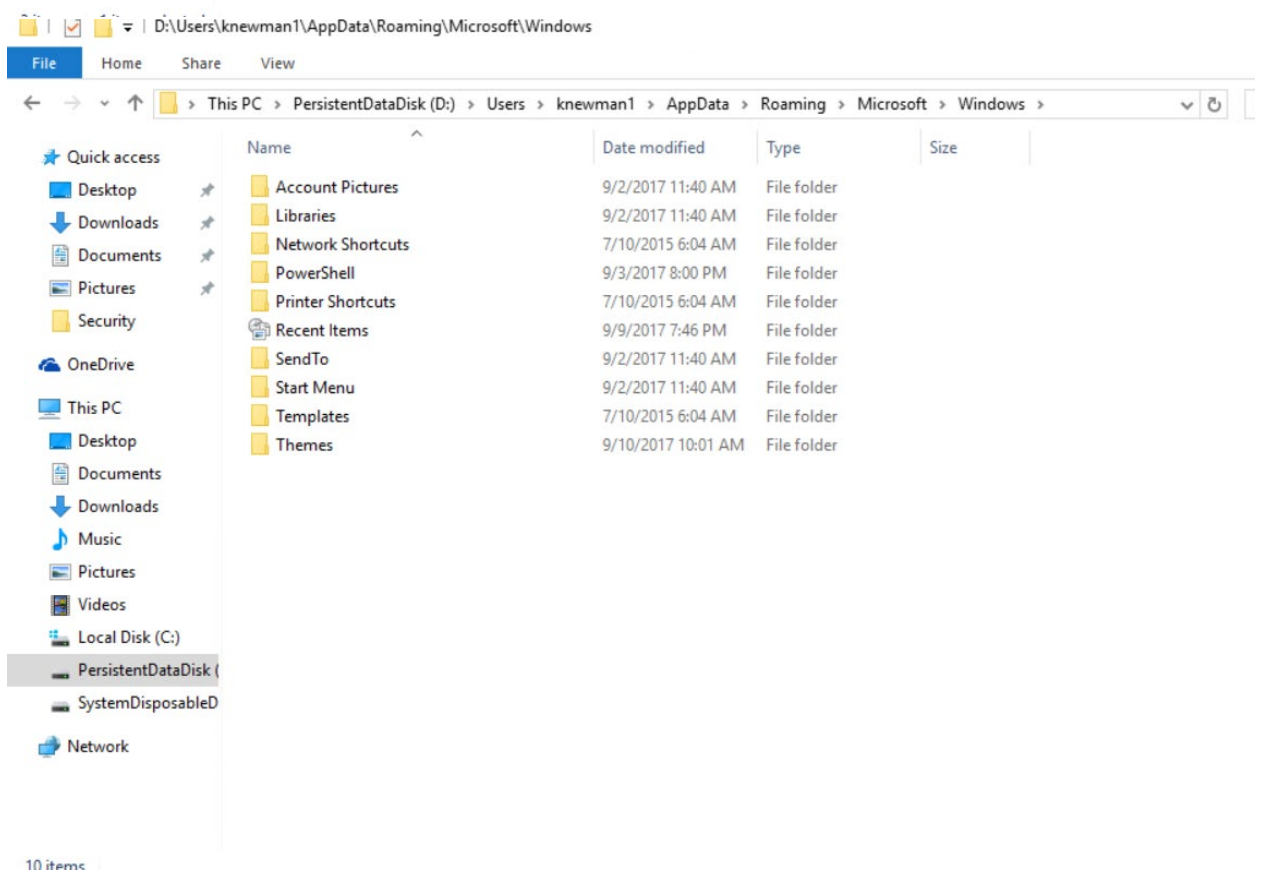 D:\Users\knewman1\AppData\Roaming\Microsoft\Windows
File Home Share View
This PC > PersistentDataDisk (D:) > Users > knewman1 > AppData > Roaming > Microsoft > Windows >
Name Date modified Type Size
Quick access
Desktop
Downloads
Documents
Pictures
Security
OneDrive
This PC
Desktop
Documents
Downloads
Music
Pictures
Videos
Local Disk (C:)
PersistentDataDisk (
SystemDisposableD
Network
Account Pictures 9/2/2017 11:40 AM File folder
Libraries 9/2/2017 11:40 AM File folder
Network Shortcuts 7/10/2015 6:04 AM File folder
PowerShell 9/3/2017 8:00 PM File folder
Printer Shortcuts 7/10/2015 6:04 AM File folder
Recent Items 9/9/2017 7:46 PM File folder
SendTo 9/2/2017 11:40 AM File folder
Start Menu 9/2/2017 11:40 AM File folder
Templates 7/10/2015 6:04 AM File folder
Themes 9/10/2017 10:01 AM File folder
10 items